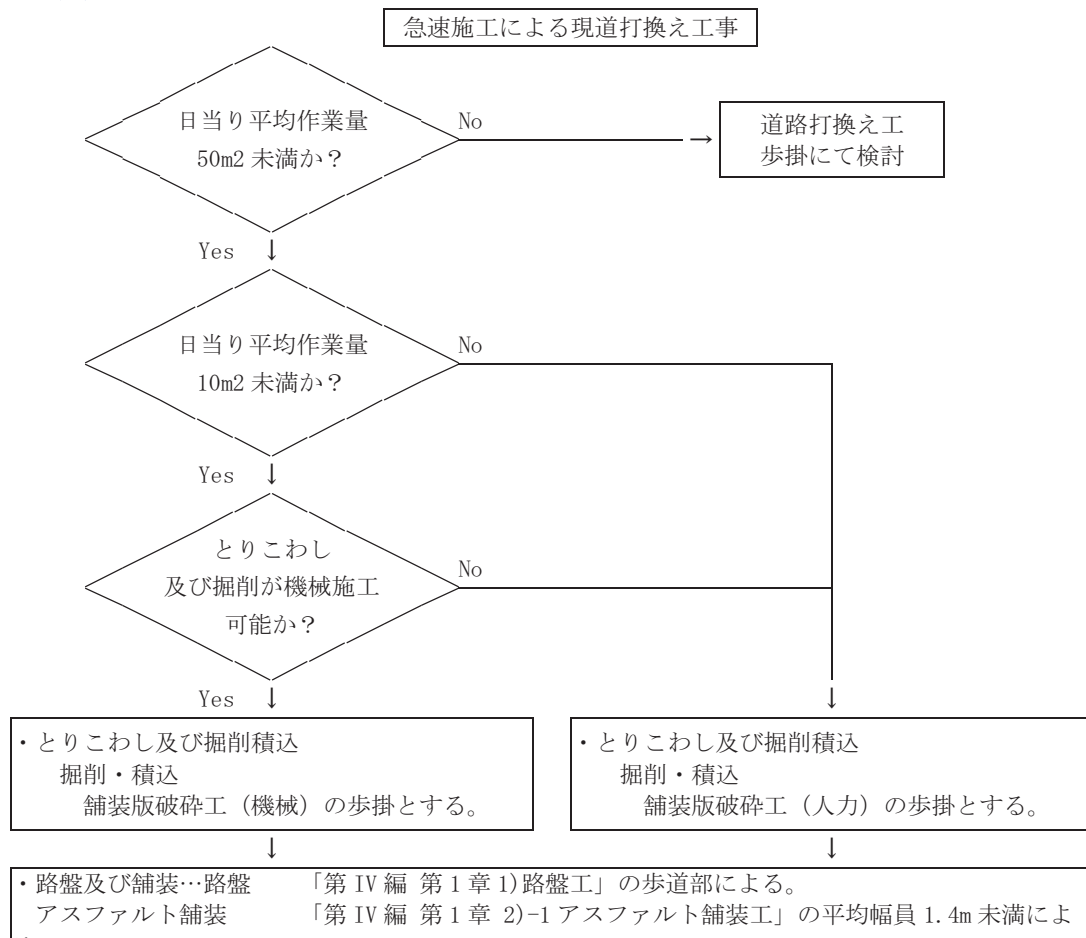 急速施工による現道打換え工事
日当り平均作業量
50m2 未満か？
No
→
道路打換え工
歩掛にて検討
Yes ↓
日当り平均作業量
10m2 未満か？
No
Yes ↓
とりこわし
及び掘削が機械施工
可能か？
No
Yes ↓
↓
・とりこわし及び掘削積込
掘削・積込
舗装版破砕工（機械）の歩掛とする。
・とりこわし及び掘削積込
掘削・積込
舗装版破砕工（人力）の歩掛とする。
↓
↓
・路盤及び舗装…路盤 「第 IV 編 第 1 章 1)路盤工」の歩道部による。
アスファルト舗装 「第 IV 編 第 1 章 2)-1 アスファルト舗装工」の平均幅員 1.4m 未満によ